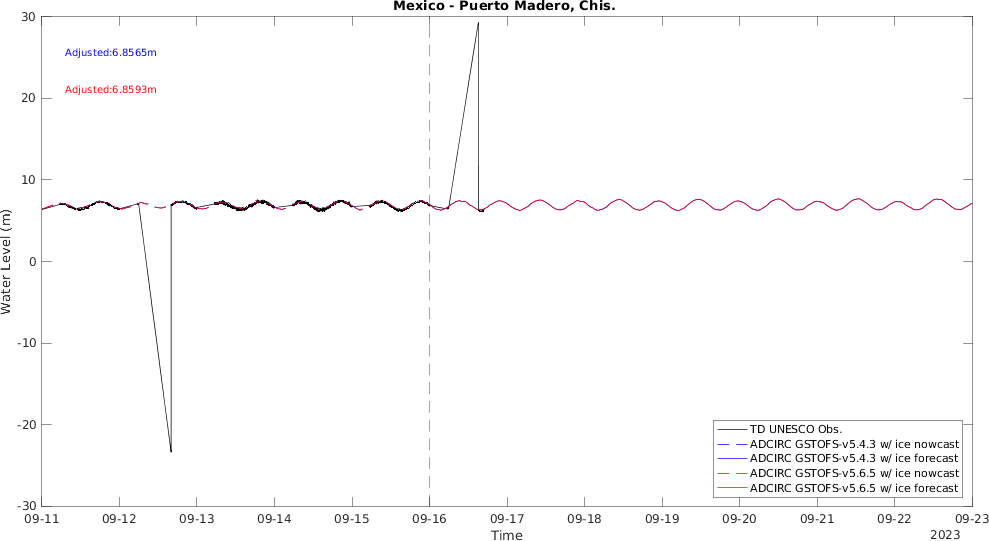 Mexico - Puerto Madero, Chis.
Adjusted:6.8565m
Adjusted:6.8593m
Water Level (m)
30
20
10
0
-10
-20
-30
TD UNESCO Obs.
ADCIRC GSTOFS-v5.4.3 w/ ice nowcast
ADCIRC GSTOFS-v5.4.3 w/ ice forecast
ADCIRC GSTOFS-v5.6.5 w/ ice nowcast
ADCIRC GSTOFS-v5.6.5 w/ ice forecast
09-11 09-12 09-13 09-14 09-15 09-16 09-17 09-18 09-19 09-20 09-21 09-22 09-23
Time
2023